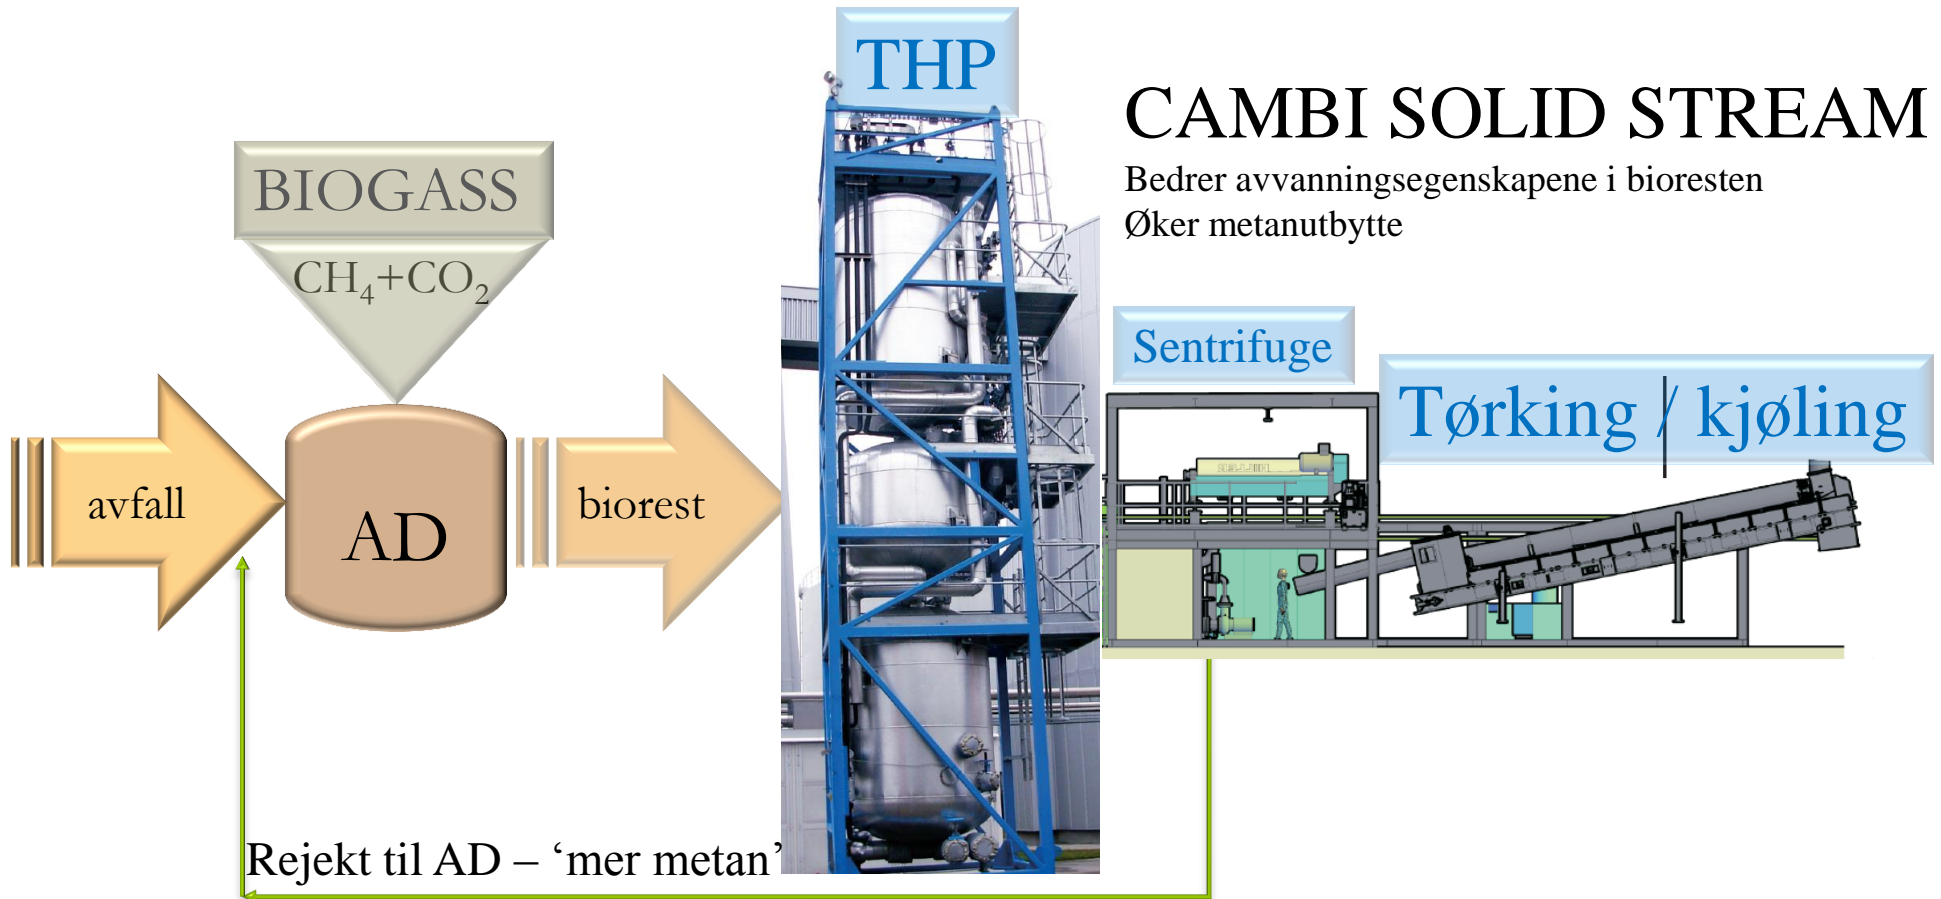 THP
CAMBI SOLID STREAM
Bedrer avvanningsegenskapene i bioresten
Øker metanutbytte
BIOGASS
CH₄+CO₂
Sentrifuge
Tørking / kjøling
avfall
AD
biorest
Rejekt til AD – ‘mer metan’